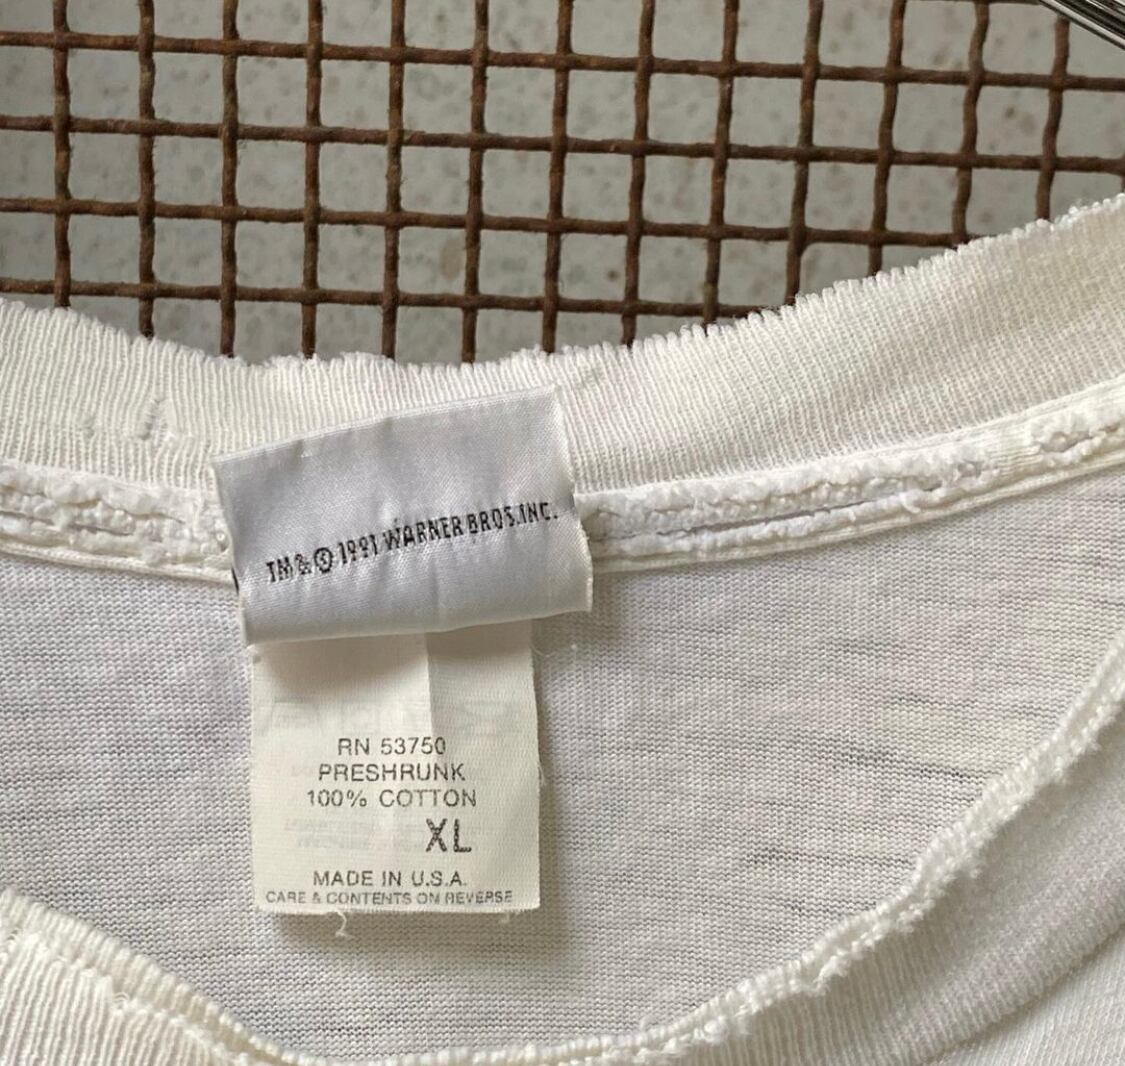 TM & © 1991 WARNER BROS. INC.
RN 53750
PRESHRUNK
100% COTTON
XL
MADE IN U.S.A.
CARE & CONTENTS ON REVERSE